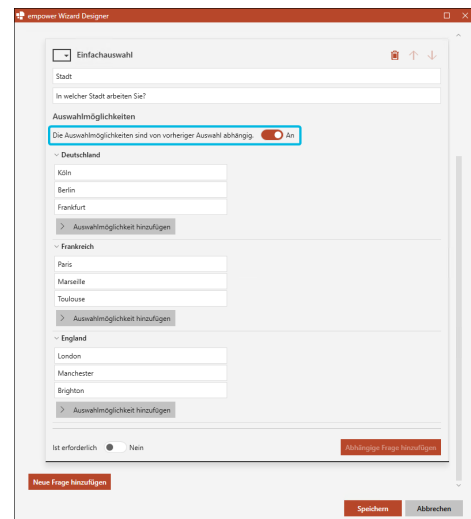 empower Wizard Designer
Einfachauswahl
Stadt
In welcher Stadt arbeiten Sie?
Auswahlmöglichkeiten
Die Auswahlmöglichkeiten sind von vorheriger Auswahl abhängig. An
Deutschland
Köln
Berlin
Frankfurt
Auswahlmöglichkeit hinzufügen
Frankreich
Paris
Marseille
Toulouse
Auswahlmöglichkeit hinzufügen
England
London
Manchester
Brighton
Auswahlmöglichkeit hinzufügen
Ist erforderlich Nein Abhängige Frage hinzufügen
Neue Frage hinzufügen
Speichern Abbrechen